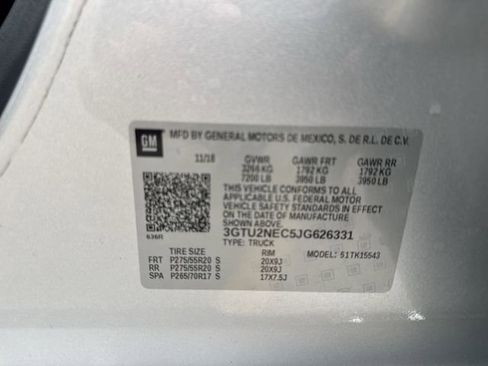 GM MFD BY GENERAL MOTORS DE MEXICO, S. DE R.L. DE C.V.
11/18 GVWR GAWR FRT GAWR RR
3266 KG 1792 KG 1792 KG
7200 LB 3950 LB 3950 LB
THIS VEHICLE CONFORMS TO ALL
APPLICABLE U.S. FEDERAL MOTOR
VEHICLE SAFETY STANDARDS IN EFFECT
ON THE DATE OF MANUFACTURE
SHOWN ABOVE.
636R 3GTU2NEC5JG626331
TYPE: TRUCK
TIRE SIZE RIM 51TK15543
FRT P275/55R20 S 20X9J
RR P275/55R20 S 20X9J
SPA P265/70R17 S 17X7.5J